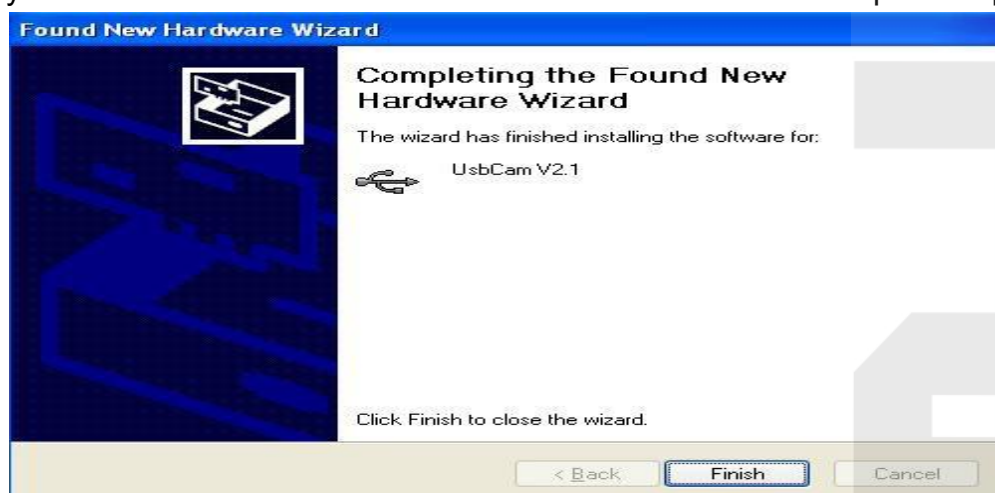 Found New Hardware Wizard
Completing the Found New
Hardware Wizard
The wizard has finished installing the software for:
UsbCam V2.1
Click Finish to close the wizard.
< Back
Finish
Cancel